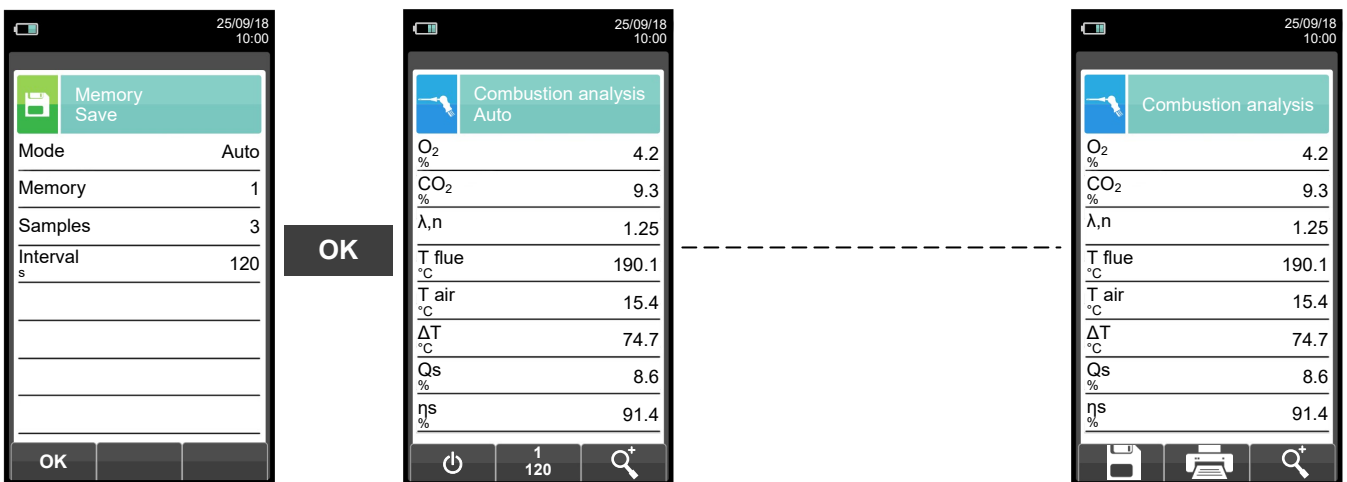 25/09/18
10:00
Memory
Save
Mode Auto
Memory 1
Samples 3
Interval
s 120
OK
OK
25/09/18
10:00
Combustion analysis
Auto
O₂
% 4.2
CO₂
% 9.3
λ,n 1.25
T flue
°C 190.1
T air
°C 15.4
ΔT
°C 74.7
Qs
% 8.6
ηs
% 91.4
1
120
25/09/18
10:00
Combustion analysis
O₂
% 4.2
CO₂
% 9.3
λ,n 1.25
T flue
°C 190.1
T air
°C 15.4
ΔT
°C 74.7
Qs
% 8.6
ηs
% 91.4